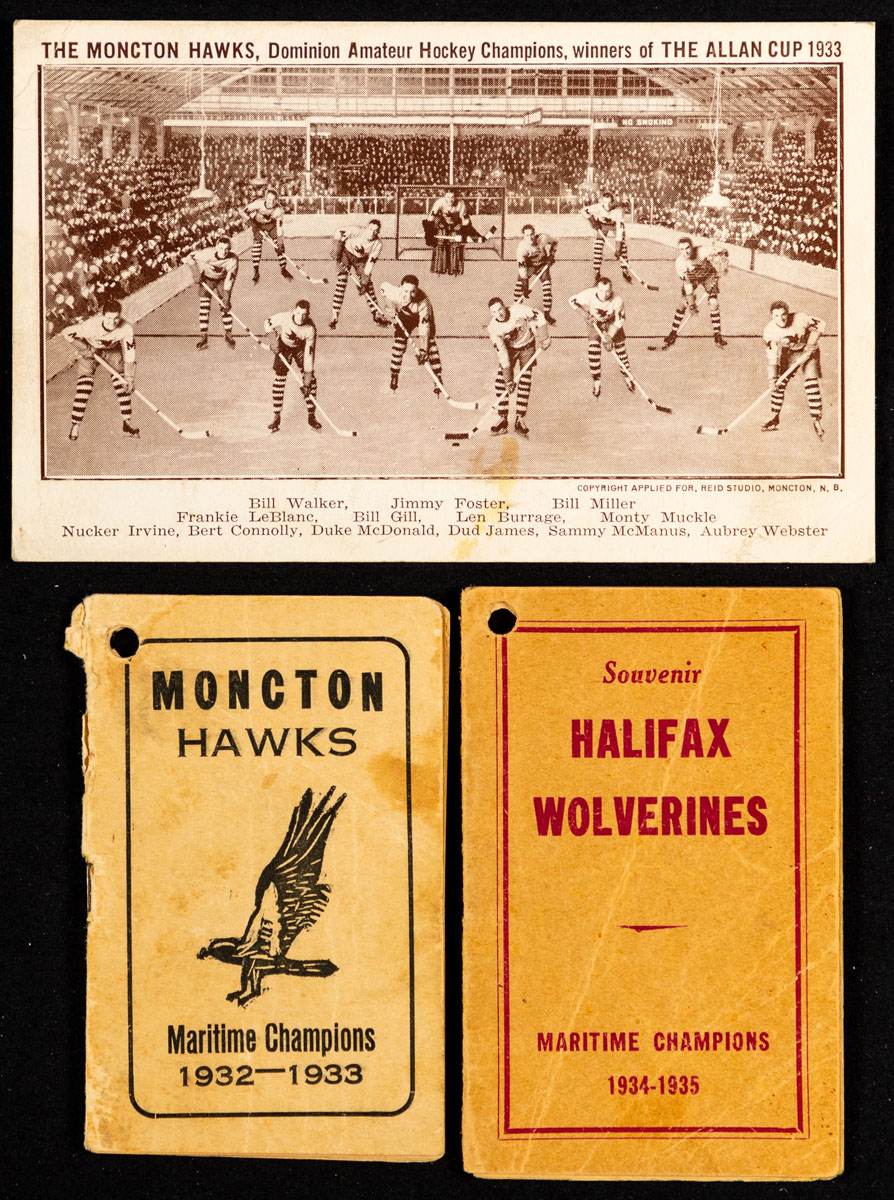 THE MONCTON HAWKS, Dominion Amateur Hockey Champions, winners of THE ALLAN CUP 1933
NO SMOKING
COPYRIGHT APPLIED FOR, REID STUDIO, MONCTON, N. B.
Bill Walker, Jimmy Foster, Bill Miller
Frankie LeBlanc, Bill Gill, Len Burrage, Monty Muckle
Nucker Irvine, Bert Connolly, Duke McDonald, Dud James, Sammy McManus, Aubrey Webster
MONCTON
HAWKS
Maritime Champions
1932—1933
Souvenir
HALIFAX
WOLVERINES
MARITIME CHAMPIONS
1934-1935